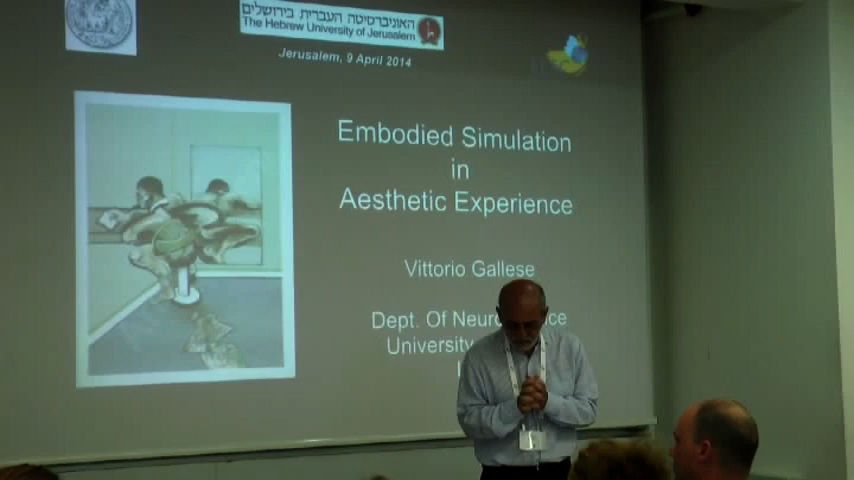 האוניברסיטה העברית בירושלים
The Hebrew University of Jerusalem
Jerusalem, 9 April 2014
Embodied Simulation
in
Aesthetic Experience
Vittorio Gallese
Dept. Of
University